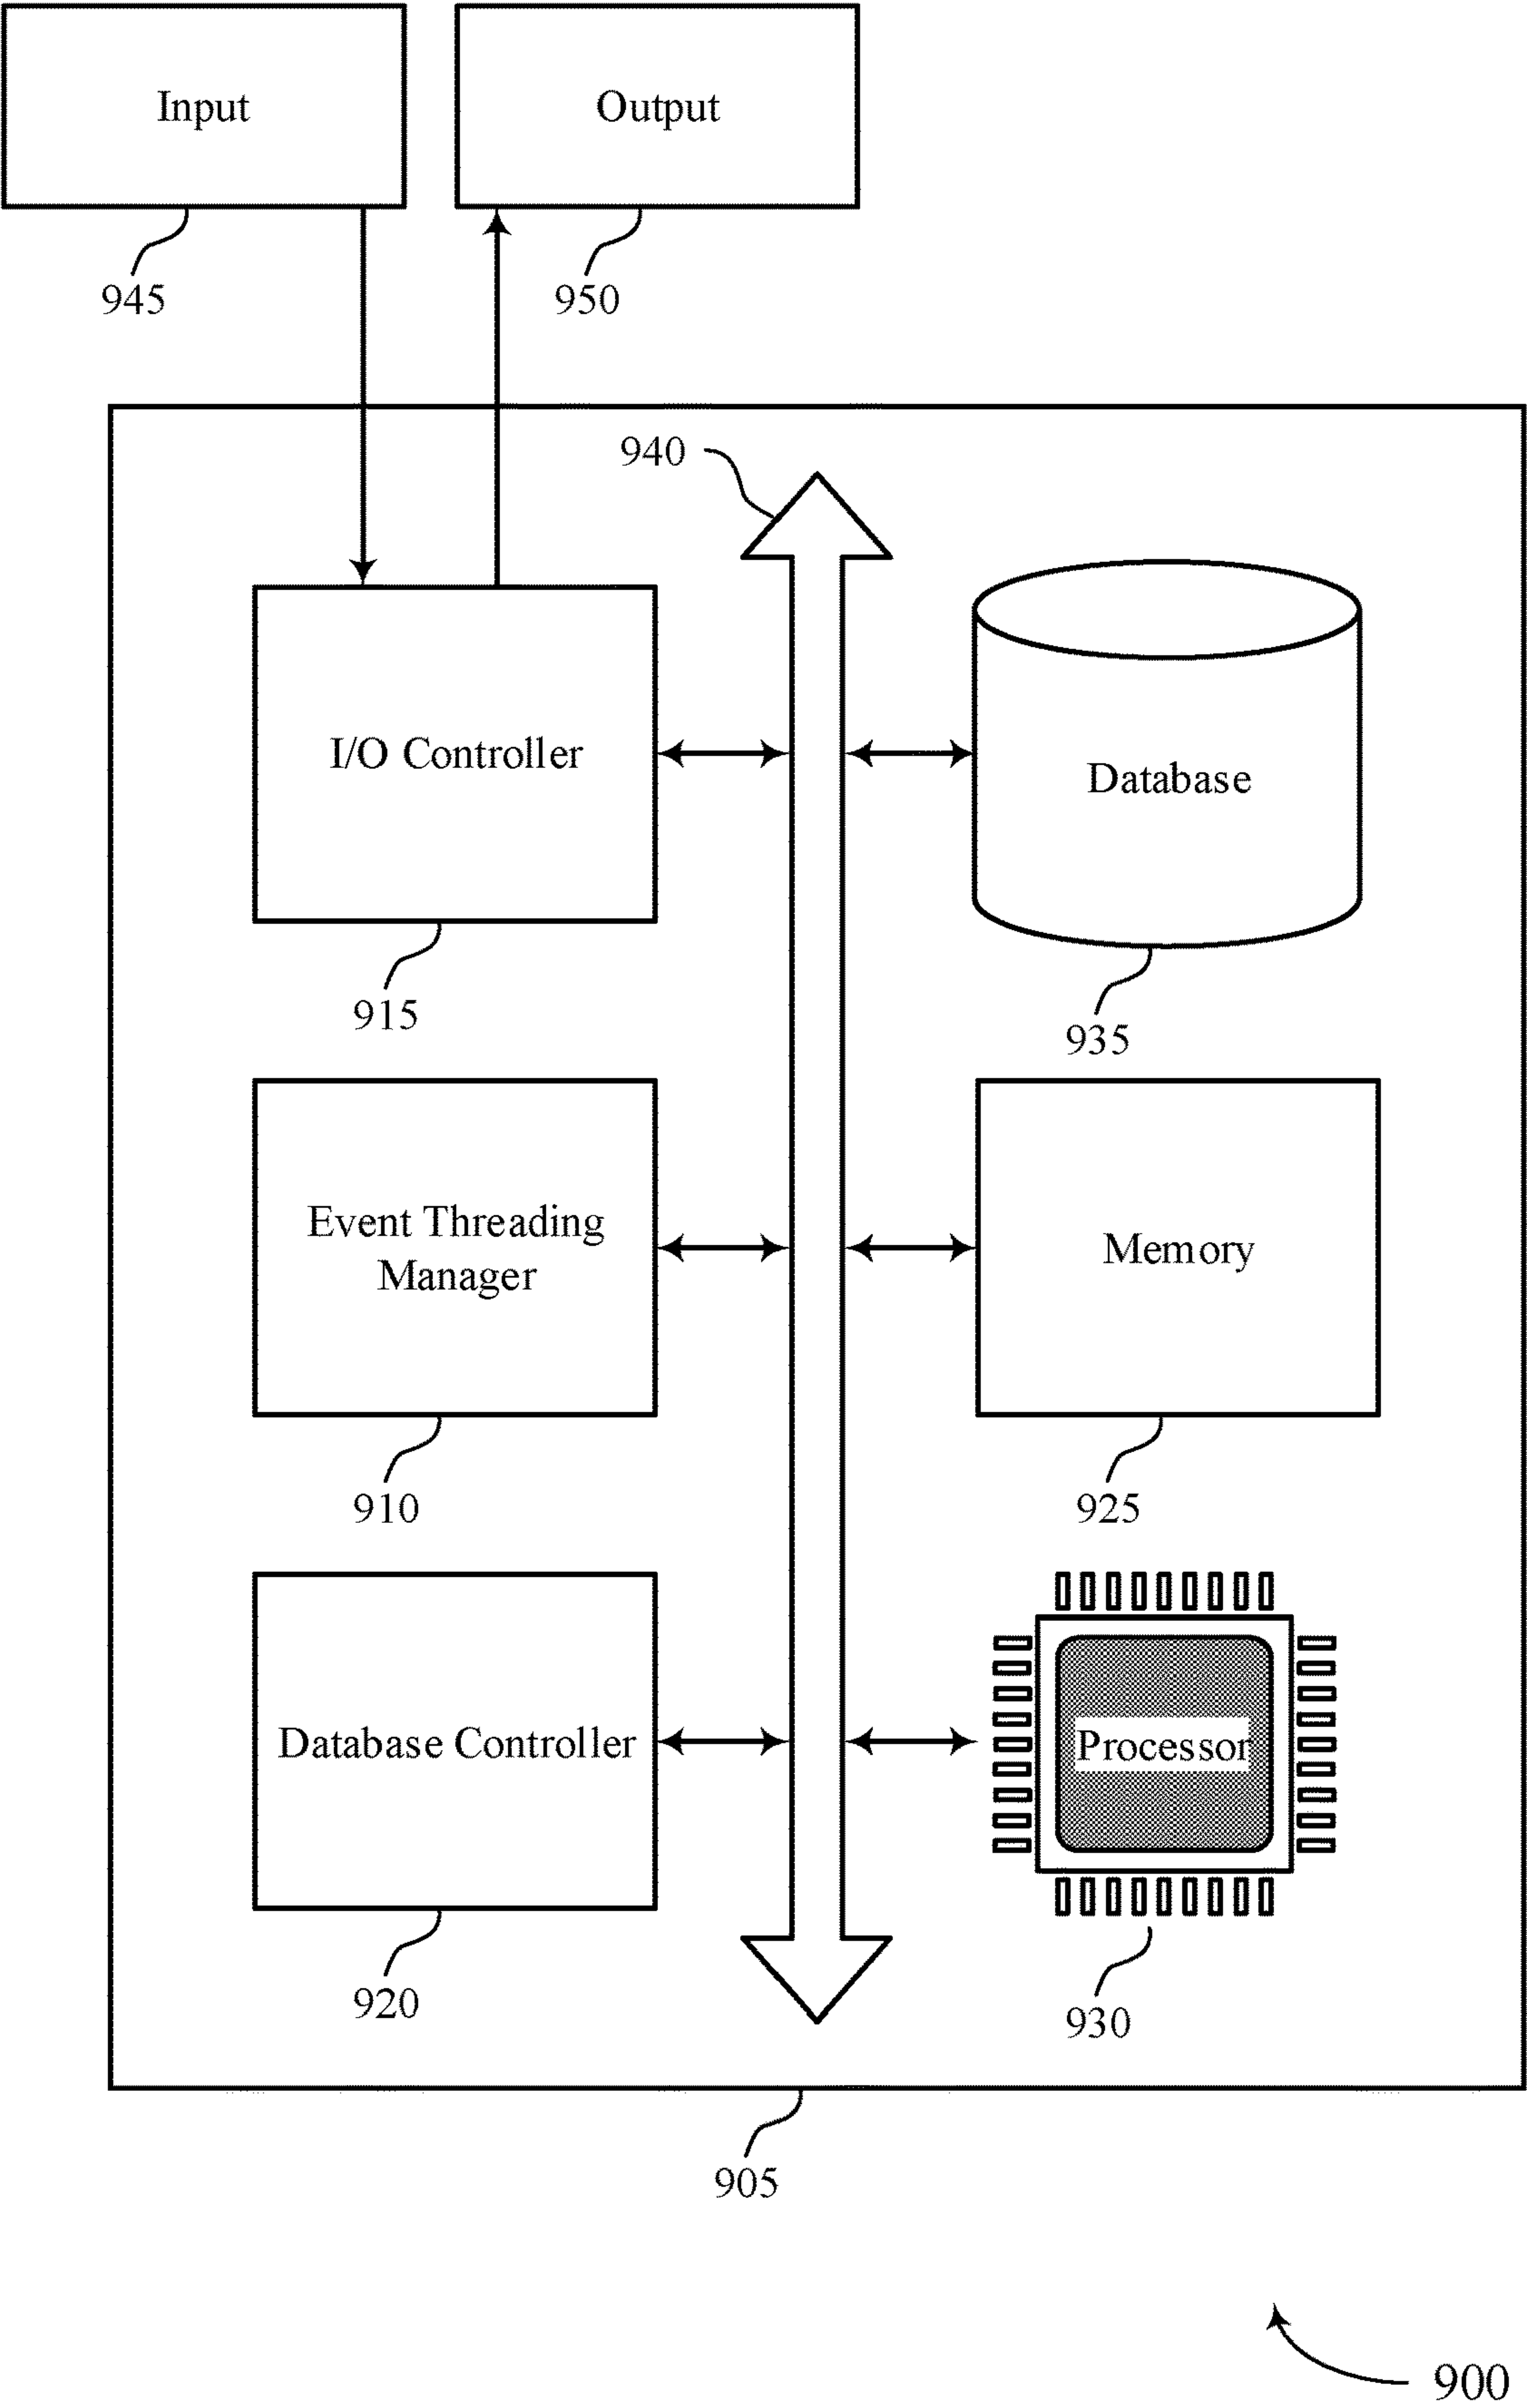 Input
Output
945
950
940
I/O Controller
Database
915
935
Event Threading
Manager
Memory
910
925
Database Controller
Processor
920
930
905
900